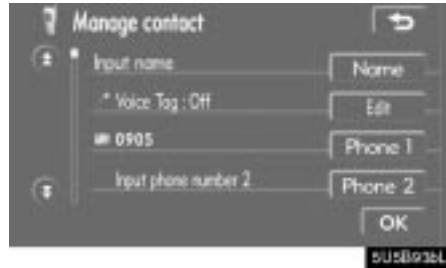 Manage contact
Input name
Name
Voice Tag : Off
Edit
0905
Phone 1
Input phone number 2
Phone 2
OK